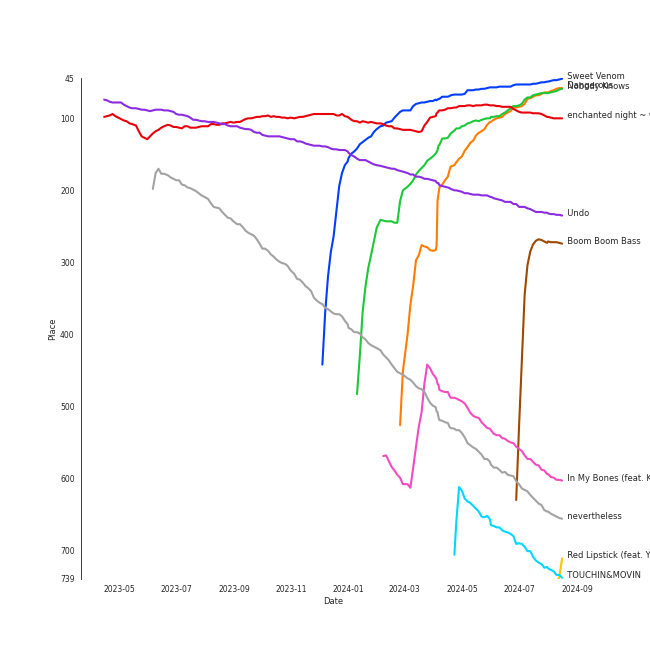 45
100
200
300
400
500
600
700
739
Place
2023-05
2023-07
2023-09
2023-11
2024-01
2024-03
2024-05
2024-07
2024-09
Date
Sweet Venom
Dangerous
Nobody Knows
enchanted night ~
Undo
Boom Boom Bass
In My Bones (feat. K
nevertheless
Red Lipstick (feat. Y
TOUCHIN&MOVIN